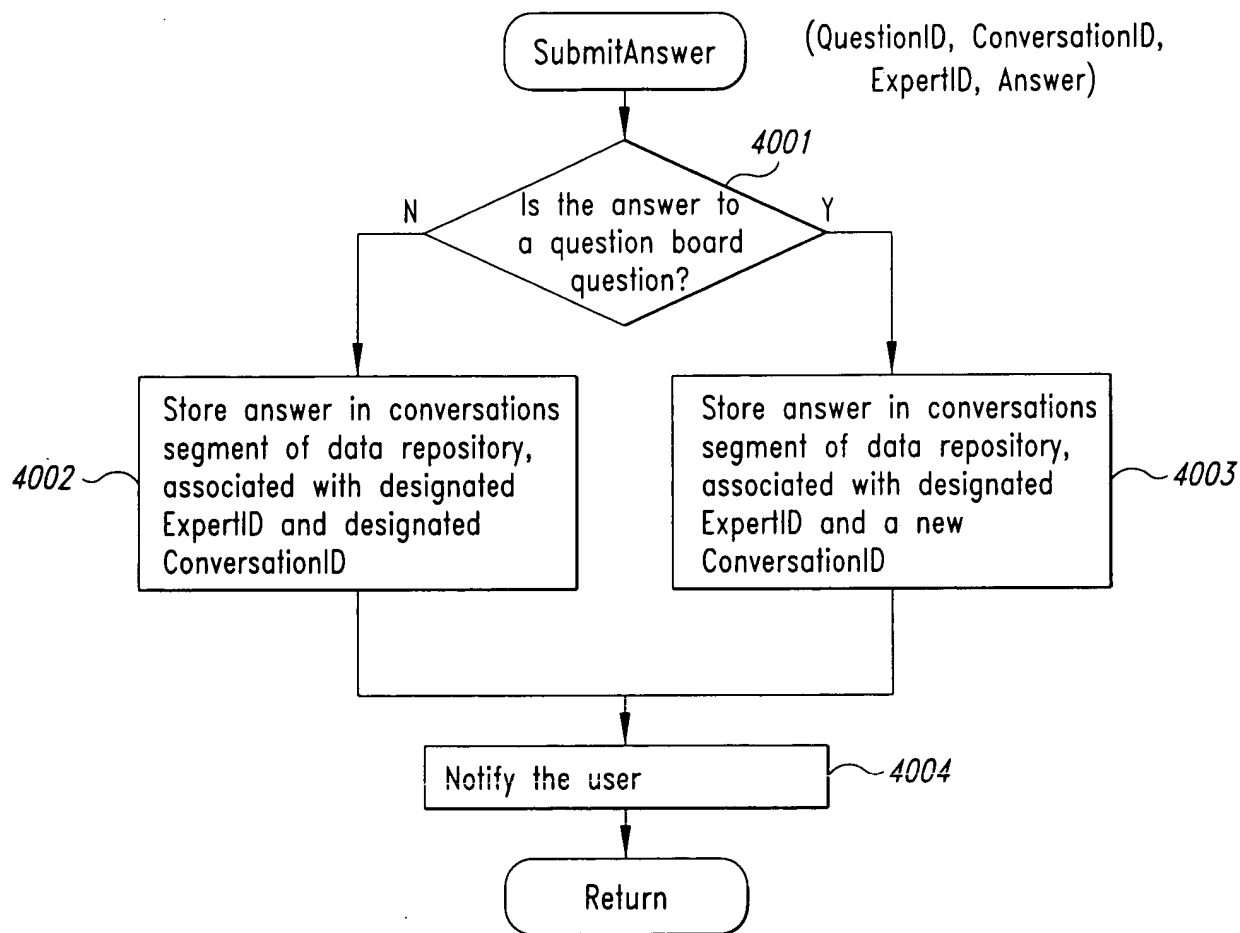 SubmitAnswer
(QuestionID, ConversationID,
ExpertID, Answer)
4001
N
Y
Is the answer to
a question board
question?
4002
Store answer in conversations
segment of data repository,
associated with designated
ExpertID and designated
ConversationID
Store answer in conversations
segment of data repository,
associated with designated
ExpertID and a new
ConversationID
4003
Notify the user
4004
Return